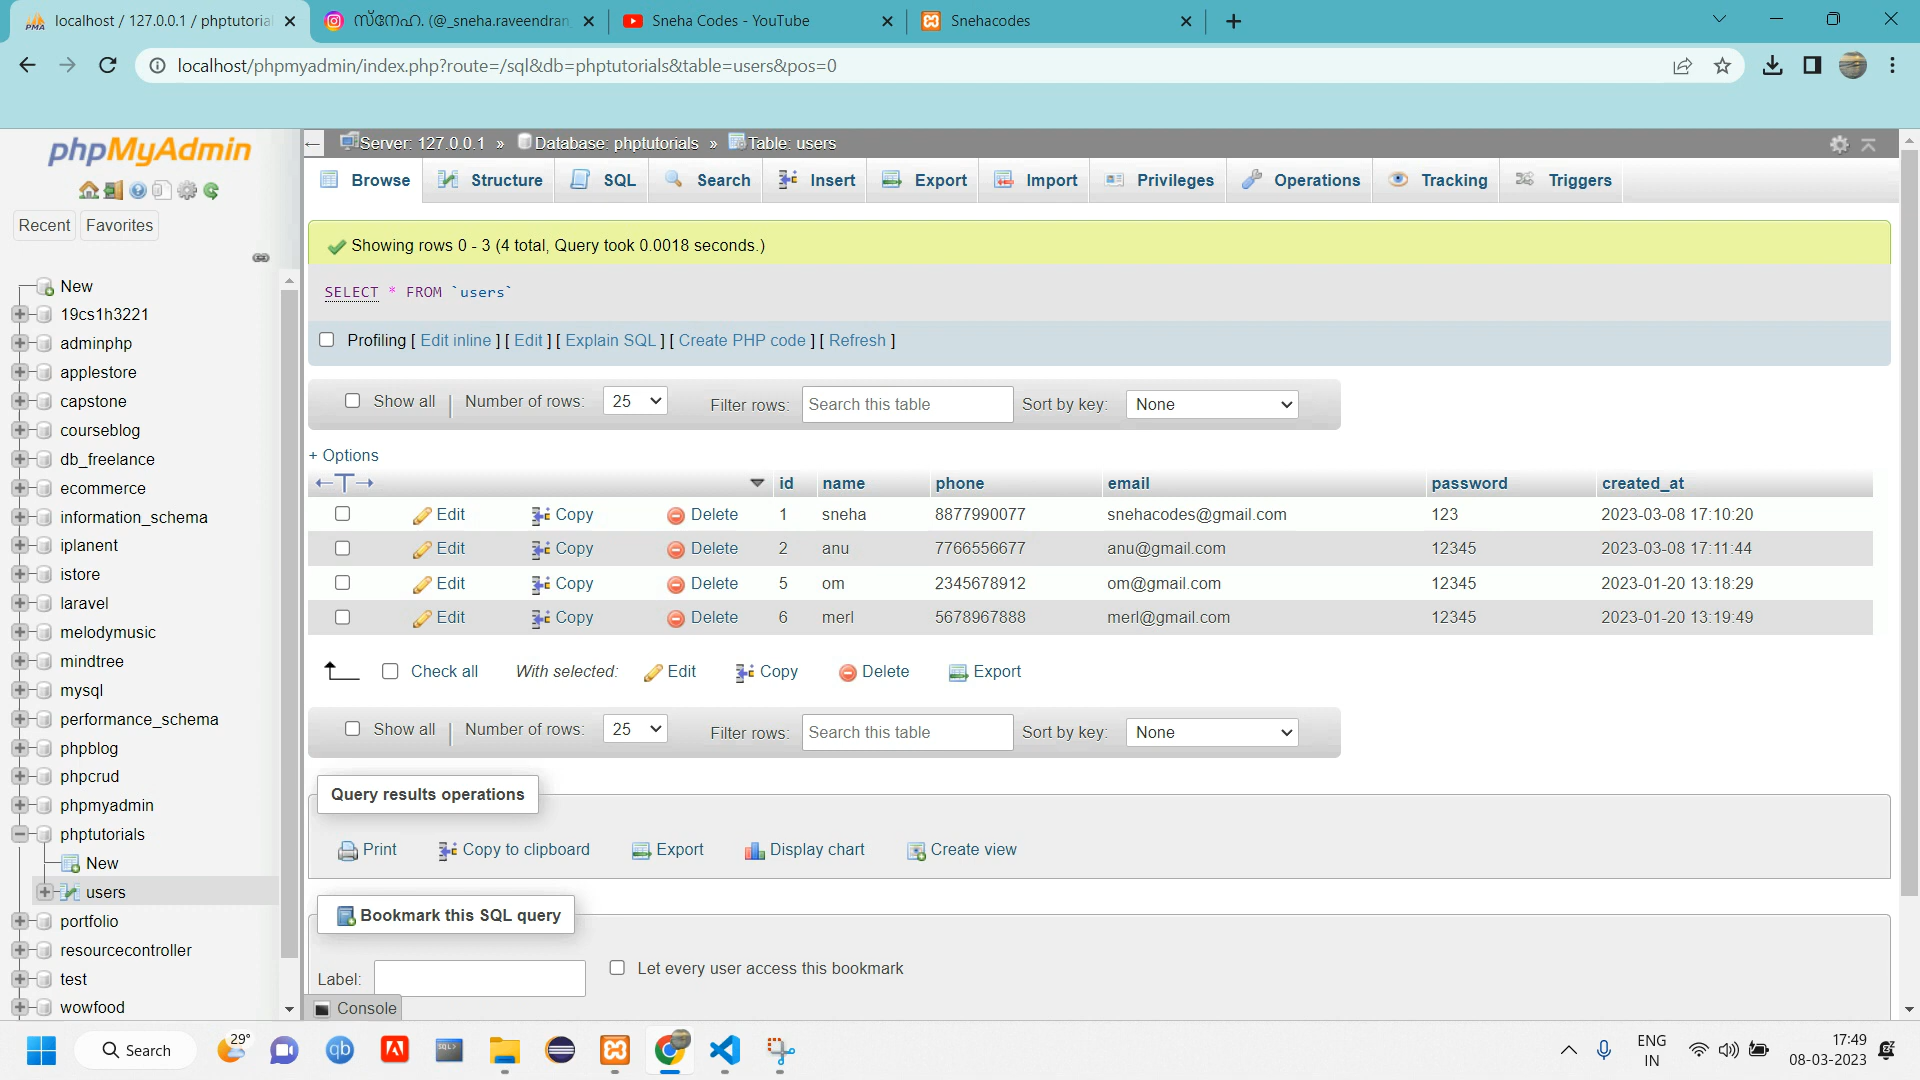 localhost / 127.0.0.1 / phptutorial
സ്നേഹ. (@_sneha.raveendran
Sneha Codes - YouTube
Snehacodes
localhost/phpmyadmin/index.php?route=/sql&db=phptutorials&table=users&pos=0
phpMyAdmin
Recent
Favorites
New
19cs1h3221
adminphp
applestore
capstone
courseblog
db_freelance
ecommerce
information_schema
iplanent
istore
laravel
melodymusic
mindtree
mysql
performance_schema
phpblog
phpcrud
phpmyadmin
phptutorials
New
users
portfolio
resourcecontroller
test
wowfood
Server: 127.0.0.1 » Database: phptutorials » Table: users
Browse Structure SQL Search Insert Export Import Privileges Operations Tracking Triggers
Showing rows 0 - 3 (4 total, Query took 0.0018 seconds.)
SELECT * FROM `users`
Profiling [ Edit inline ] [ Edit ] [ Explain SQL ] [ Create PHP code ] [ Refresh ]
Show all | Number of rows: 25 Filter rows: Search this table Sort by key: None
+ Options
id name phone email password created_at
Edit Copy Delete 1 sneha 8877990077 snehacodes@gmail.com 123 2023-03-08 17:10:20
Edit Copy Delete 2 anu 7766556677 anu@gmail.com 12345 2023-03-08 17:11:44
Edit Copy Delete 5 om 2345678912 om@gmail.com 12345 2023-01-20 13:18:29
Edit Copy Delete 6 merl 5678967888 merl@gmail.com 12345 2023-01-20 13:19:49
Check all With selected: Edit Copy Delete Export
Show all | Number of rows: 25 Filter rows: Search this table Sort by key: None
Query results operations
Print Copy to clipboard Export Display chart Create view
Bookmark this SQL query
Label: Let every user access this bookmark
Console
Search
29°
ENG
IN
17:49
08-03-2023